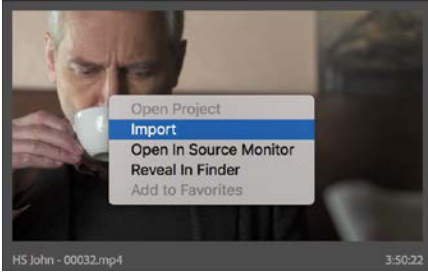 Open Project
Import
Open In Source Monitor
Reveal In Finder
Add to Favorites
HS John - 00032.mp4
3:50:22